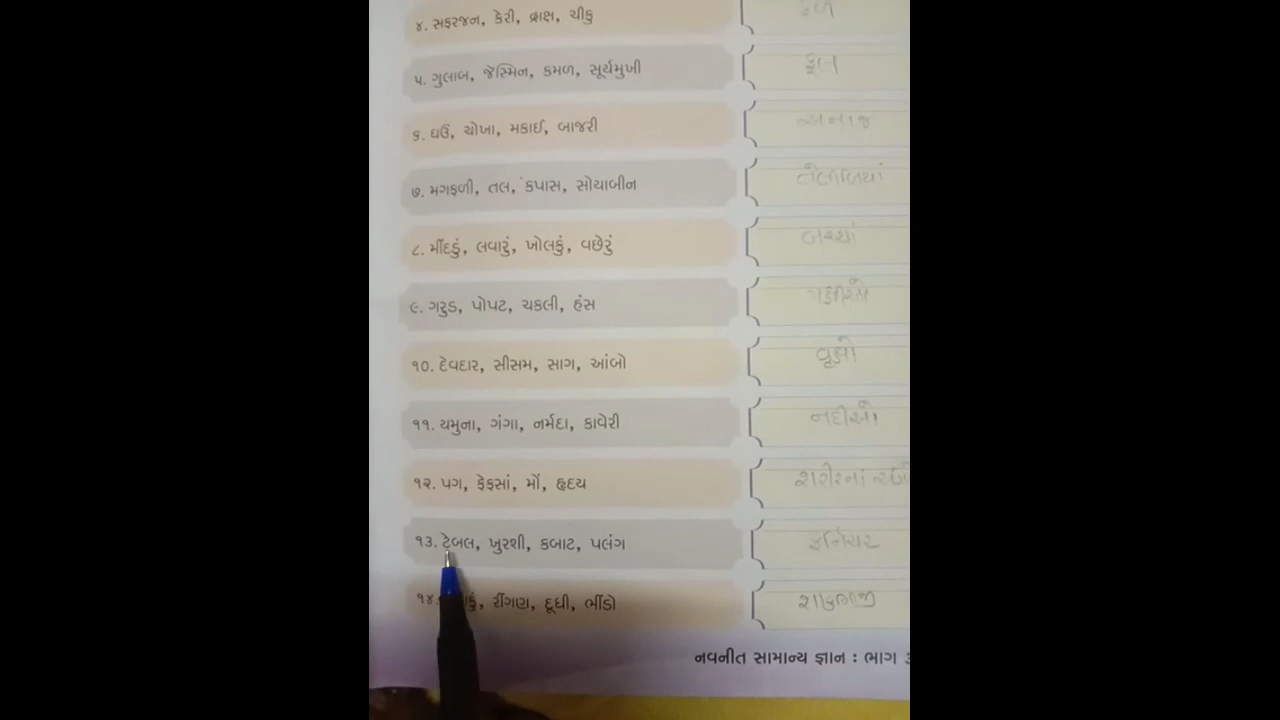 ૪. સફરજન, કેરી, દ્રાક્ષ, ચીકુ
ફળ
૫. ગુલાબ, જેસ્મિન, કમળ, સૂર્યમુખી
ફૂલ
૬. ઘઉં, ચોખા, મકાઈ, બાજરી
અનાજ
૭. મગફળી, તલ, કપાસ, સોયાબીન
તેલીબિયાં
૮. મીંદડું, લવારું, ખોલકું, વછેરું
બચ્ચાં
૯. ગરુડ, પોપટ, ચકલી, હંસ
પક્ષીઓ
૧૦. દેવદાર, સીસમ, સાગ, આંબો
વૃક્ષો
૧૧. યમુના, ગંગા, નર્મદા, કાવેરી
નદીઓ
૧૨. પગ, ફેફસાં, મોં, હૃદય
શરીરનાં
૧૩. ટેબલ, ખુરશી, કબાટ, પલંગ
ફર્નિચર
૧૪. રીંગણ, દૂધી, ભીંડો
શાકભાજી
નવનીત સામાન્ય જ્ઞાન : ભાગ